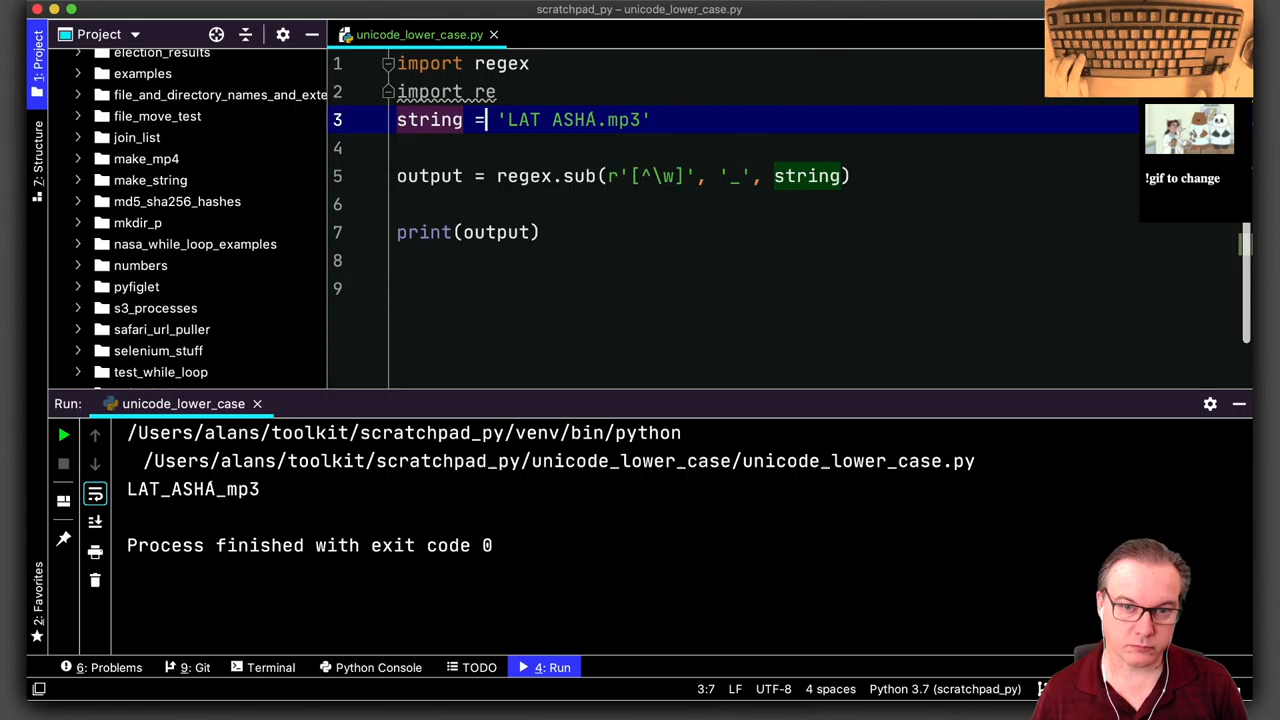 scratchpad_py – unicode_lower_case.py
1: Project
Project
unicode_lower_case.py
election_results
examples
file_and_directory_names_and_exte
file_move_test
join_list
make_mp4
make_string
md5_sha256_hashes
mkdir_p
nasa_while_loop_examples
numbers
pyfiglet
s3_processes
safari_url_puller
selenium_stuff
test_while_loop
7: Structure
2: Favorites
1 import regex
2 import re
3 string = 'LAT ASHÁ.mp3'
4
5 output = regex.sub(r'[^\w]', '_', string)
6
7 print(output)
8
9
!gif to change
Run: unicode_lower_case
/Users/alans/toolkit/scratchpad_py/venv/bin/python
/Users/alans/toolkit/scratchpad_py/unicode_lower_case/unicode_lower_case.py
LAT_ASHÁ_mp3
Process finished with exit code 0
6: Problems 9: Git Terminal Python Console TODO 4: Run
3:7 LF UTF-8 4 spaces Python 3.7 (scratchpad_py)